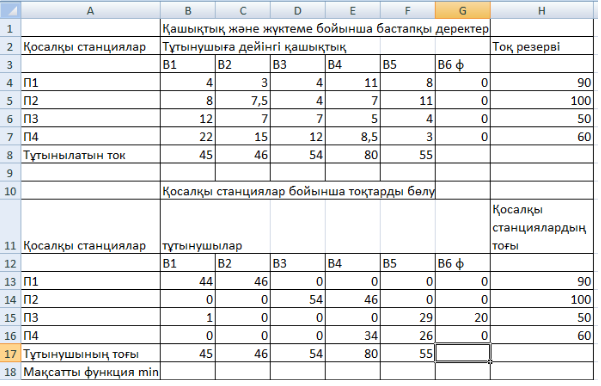 A B C D E F G H
1 Қашықтық және жүктеме бойынша бастапқы деректер
2 Қосалқы станциялар Тұтынушыға дейінгі қашықтық Тоқ резерві
3 В1 В2 В3 В4 В5 В6 ф
4 П1 4 3 4 11 8 0 90
5 П2 8 7,5 4 7 11 0 100
6 П3 12 7 7 5 4 0 50
7 П4 22 15 12 8,5 3 0 60
8 Тұтынылатын ток 45 46 54 80 55
9
10 Қосалқы станциялар бойынша тоқтарды бөлу
Қосалқы
станциялардың
11 Қосалқы станциялар тұтынушылар тоғы
12 В1 В2 В3 В4 В5 В6 ф
13 П1 44 46 0 0 0 0 90
14 П2 0 0 54 46 0 0 100
15 П3 1 0 0 0 29 20 50
16 П4 0 0 0 34 26 0 60
17 Тұтынушының тоғы 45 46 54 80 55
18 Мақсатты функция min